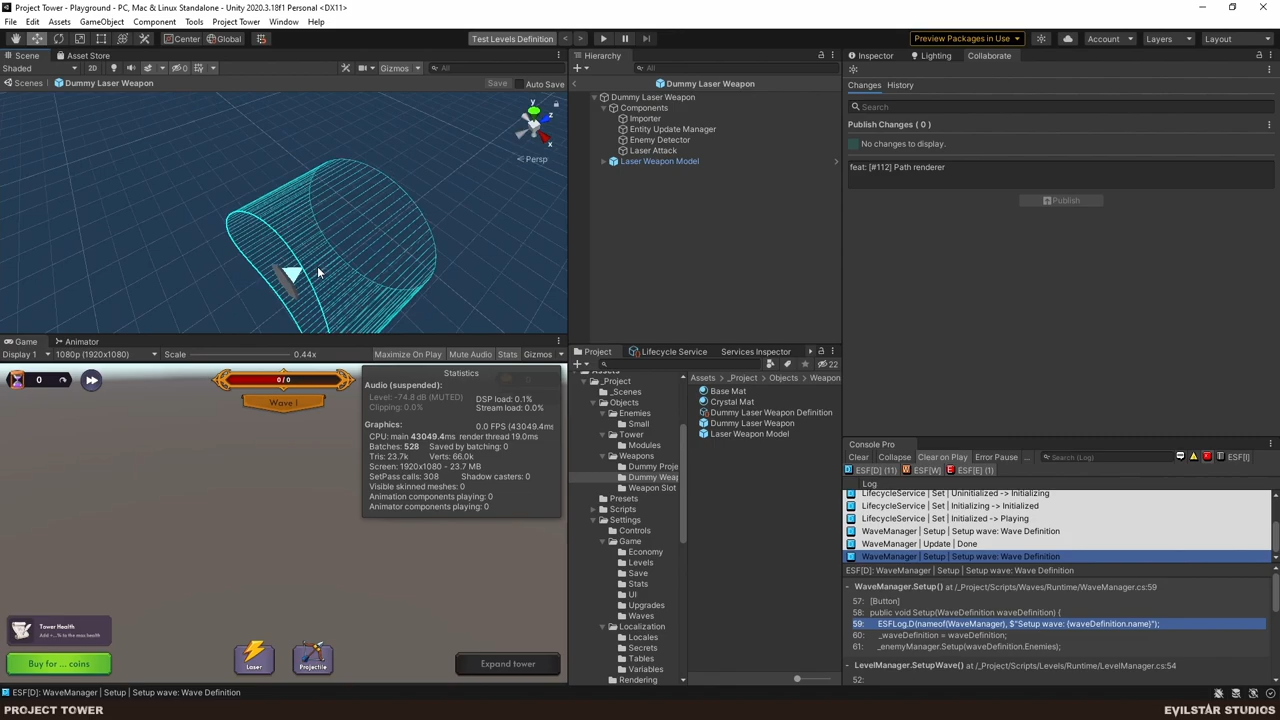 Project Tower - Playground - PC, Mac & Linux Standalone - Unity 2020.3.18f1 Personal <DX11>
File Edit Assets GameObject Component Tools Project Tower Window Help
Center Global Test Levels Definition Preview Packages in Use Account Layers Layout
Scene Asset Store
Shaded 2D 0 Gizmos All
Scenes Dummy Laser Weapon Save Auto Save
y
z
x
Persp
Hierarchy
All
Dummy Laser Weapon
Dummy Laser Weapon
Components
Importer
Entity Update Manager
Enemy Detector
Laser Attack
Laser Weapon Model
Inspector Lighting Collaborate
Changes History
Search
Publish Changes ( 0 )
No changes to display.
feat: [#112] Path renderer
Publish
Game Animator
Display 1 1080p (1920x1080) Scale 0.44x Maximize On Play Mute Audio Stats Gizmos
0
0 / 0
Wave 1
Statistics
Audio (suspended):
Level: -74.8 dB (MUTED) DSP load: 0.1%
Clipping: 0.0% Stream load: 0.0%
Graphics: 0.0 FPS (43049.4ms
CPU: main 43049.4ms render thread 19.0ms
Batches: 528 Saved by batching: 0
Tris: 23.7k Verts: 66.0k
Screen: 1920x1080 - 23.7 MB
SetPass calls: 308 Shadow casters: 0
Visible skinned meshes: 0
Animation components playing: 0
Animator components playing: 0
Tower Health
Add +...% to the max health
Buy for ... coins
Laser
Projectile
Expand tower
Project Lifecycle Service Services Inspector
22
Assets
_Project
_Scenes
Objects
Enemies
Small
Tower
Modules
Weapons
Dummy Proje
Dummy Weap
Weapon Slot
Presets
Scripts
Settings
Controls
Game
Economy
Levels
Save
Stats
UI
Upgrades
Waves
Localization
Locales
Secrets
Tables
Variables
Rendering
Assets > _Project > Objects > Weapon
Base Mat
Crystal Mat
Dummy Laser Weapon Definition
Dummy Laser Weapon
Laser Weapon Model
Console Pro
Clear Collapse Clear on Play Error Pause ... Search (Log) ESF[I]
ESF[D] (11) ESF[W] ESF[E] (1)
Log
LifecycleService | Set | Uninitialized -> Initializing
LifecycleService | Set | Initializing -> Initialized
LifecycleService | Set | Initialized -> Playing
WaveManager | Setup | Setup wave: Wave Definition
WaveManager | Update | Done
WaveManager | Setup | Setup wave: Wave Definition
ESF[D]: WaveManager | Setup | Setup wave: Wave Definition
WaveManager.Setup() at /_Project/Scripts/Waves/Runtime/WaveManager.cs:59
57: [Button]
58: public void Setup(WaveDefinition waveDefinition) {
59: ESFLog.D(nameof(WaveManager), $"Setup wave: {waveDefinition.name}");
60: _waveDefinition = waveDefinition;
61: _enemyManager.Setup(waveDefinition.Enemies);
LevelManager.SetupWave() at /_Project/Scripts/Levels/Runtime/LevelManager.cs:54
52:
ESF[D]: WaveManager | Setup | Setup wave: Wave Definition
PROJECT TOWER
EVILSTAR STUDIOS